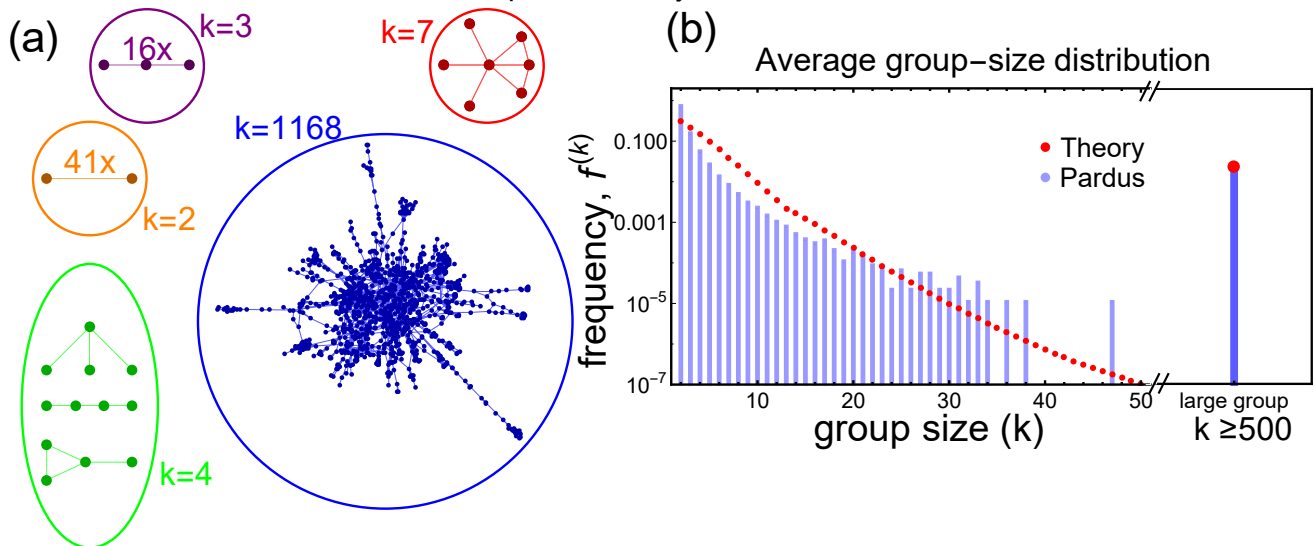 (a)
k=3
16x
k=7
k=1168
41x
k=2
k=4
(b)
Average group-size distribution
frequency, f^(k)
0.100
0.001
10^-5
10^-7
Theory
Pardus
10
20
30
40
50
group size (k)
large group
k ≥500